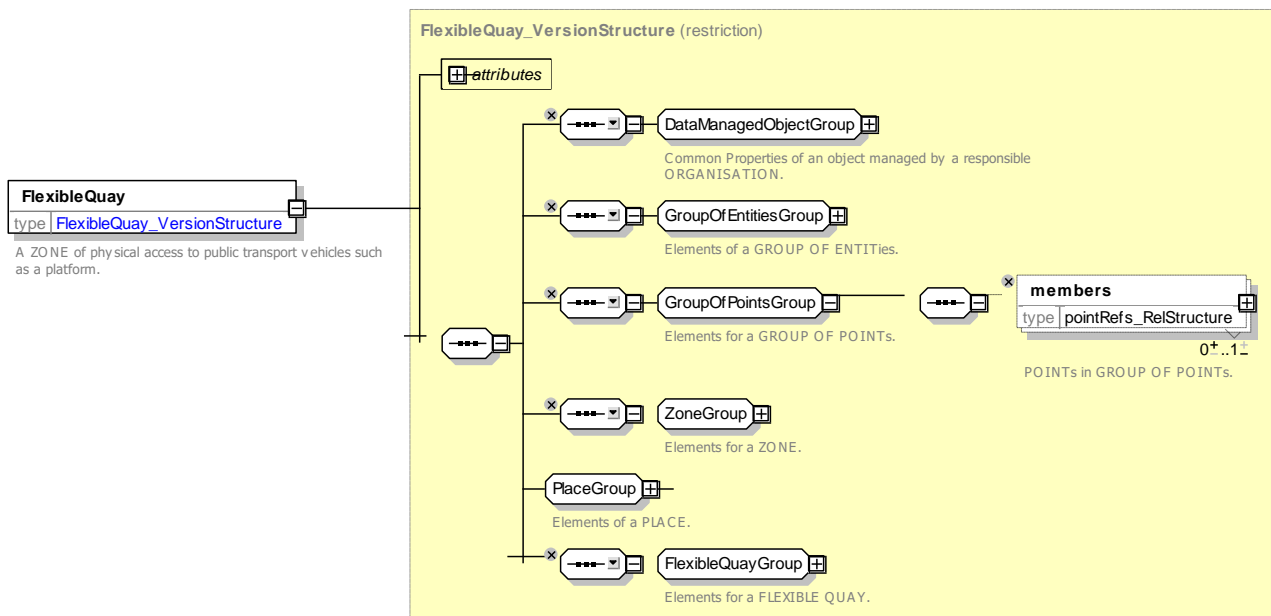 FlexibleQuay_VersionStructure (restriction)
attributes
DataManagedObjectGroup
Common Properties of an object managed by a responsible
ORGANISATION.
FlexibleQuay
type FlexibleQuay_VersionStructure
A ZONE of physical access to public transport vehicles such
as a platform.
GroupOfEntitiesGroup
Elements of a GROUP OF ENTITies.
GroupOfPointsGroup
Elements for a GROUP OF POINTs.
members
type pointRefs_RelStructure
0..1
POINTs in GROUP OF POINTs.
ZoneGroup
Elements for a ZONE.
PlaceGroup
Elements of a PLACE.
FlexibleQuayGroup
Elements for a FLEXIBLE QUAY.